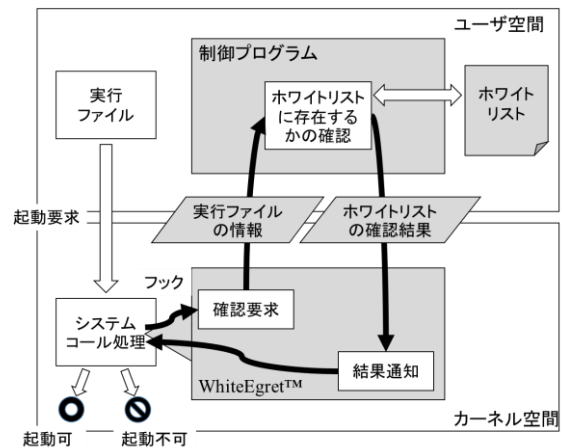 ユーザ空間
制御プログラム
実行
ファイル
ホワイトリスト
に存在する
かの確認
ホワイト
リスト
起動要求
実行ファイル
の情報
ホワイトリスト
の確認結果
フック
確認要求
システム
コール処理
結果通知
WhiteEgret™
カーネル空間
起動可
起動不可